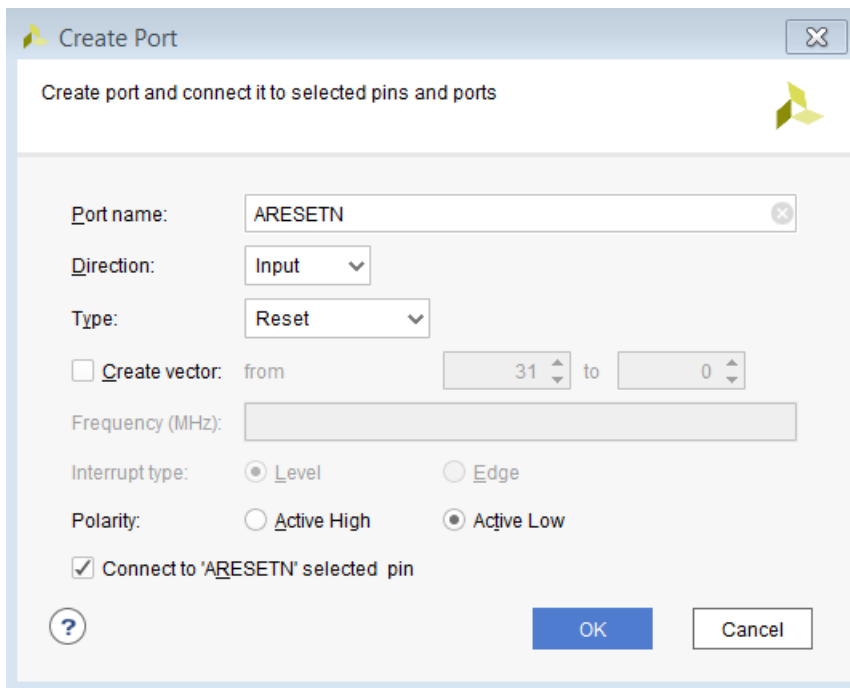 Create Port
Create port and connect it to selected pins and ports
Port name: ARESETN
Direction: Input
Type: Reset
Create vector: from 31 to 0
Frequency (MHz):
Interrupt type: Level Edge
Polarity: Active High Active Low
Connect to 'ARESETN' selected pin
? OK Cancel